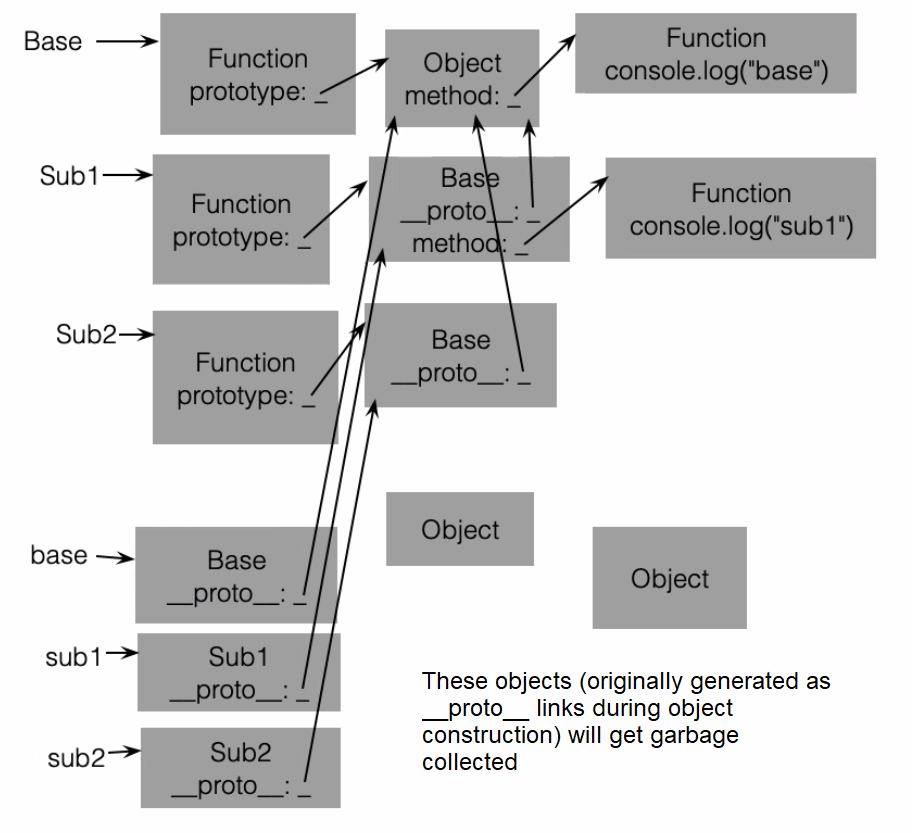 Base
Function
prototype: _
Object
method: _
Function
console.log("base")
Sub1
Function
prototype: _
Base
__proto__: _
method: _
Function
console.log("sub1")
Sub2
Function
prototype: _
Base
__proto__: _
Object
Object
base
Base
__proto__: _
sub1
Sub1
__proto__: _
sub2
Sub2
__proto__: _
These objects (originally generated as
__proto__ links during object
construction) will get garbage
collected